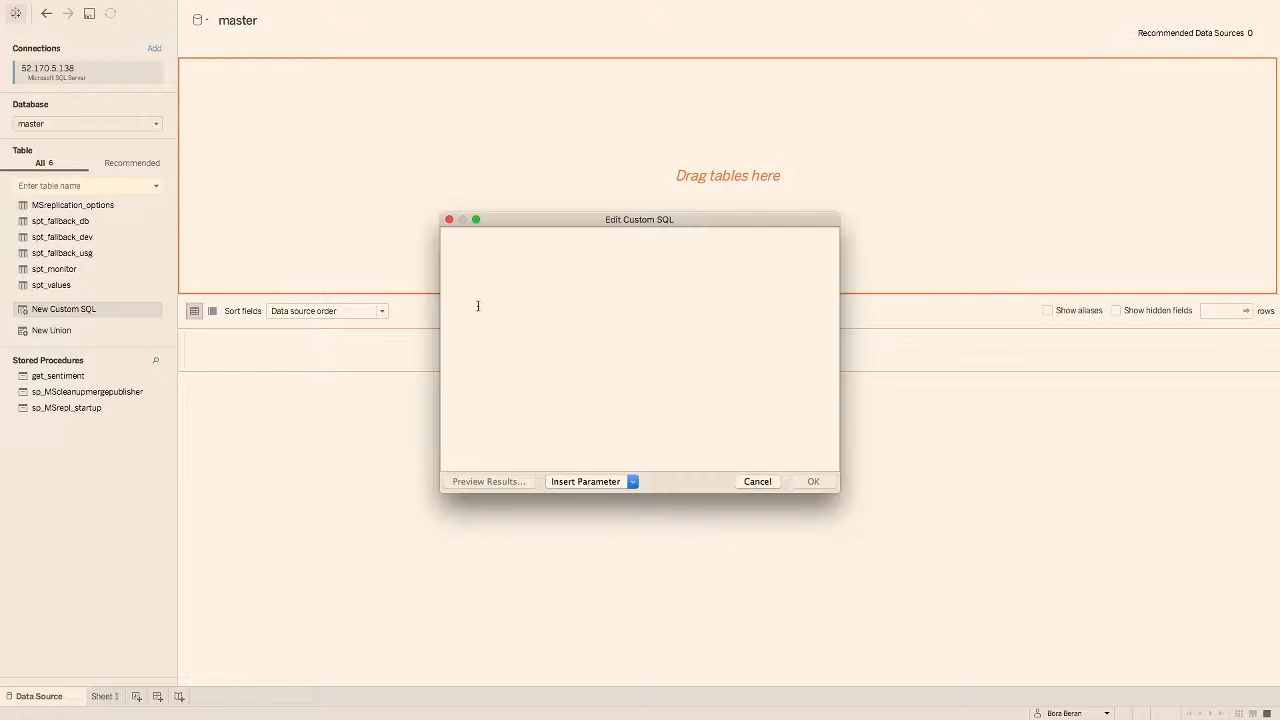 master
Recommended Data Sources 0
Connections
Add
52.170.5.138
Microsoft SQL Server
Database
master
Table
All 6
Recommended
Enter table name
MSreplication_options
spt_fallback_db
spt_fallback_dev
spt_fallback_usg
spt_monitor
spt_values
New Custom SQL
New Union
Stored Procedures
get_sentiment
sp_MScleanupmergepublisher
sp_MSrepl_startup
Drag tables here
Sort fields
Data source order
Show aliases
Show hidden fields
rows
Edit Custom SQL
Preview Results...
Insert Parameter
Cancel
OK
Data Source
Sheet 1
Bora Beran